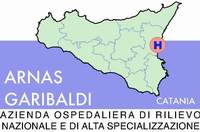 H
ARNAS
GARIBALDI
CATANIA
AZIENDA OSPEDALIERA DI RILIEVO
NAZIONALE E DI ALTA SPECIALIZZAZIONE